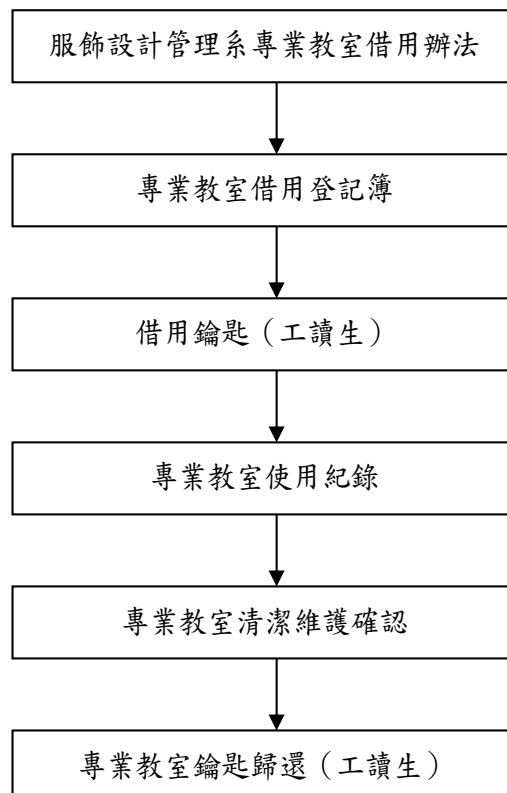 服飾設計管理系專業教室借用辦法
專業教室借用登記簿
借用鑰匙（工讀生）
專業教室使用紀錄
專業教室清潔維護確認
專業教室鑰匙歸還（工讀生）